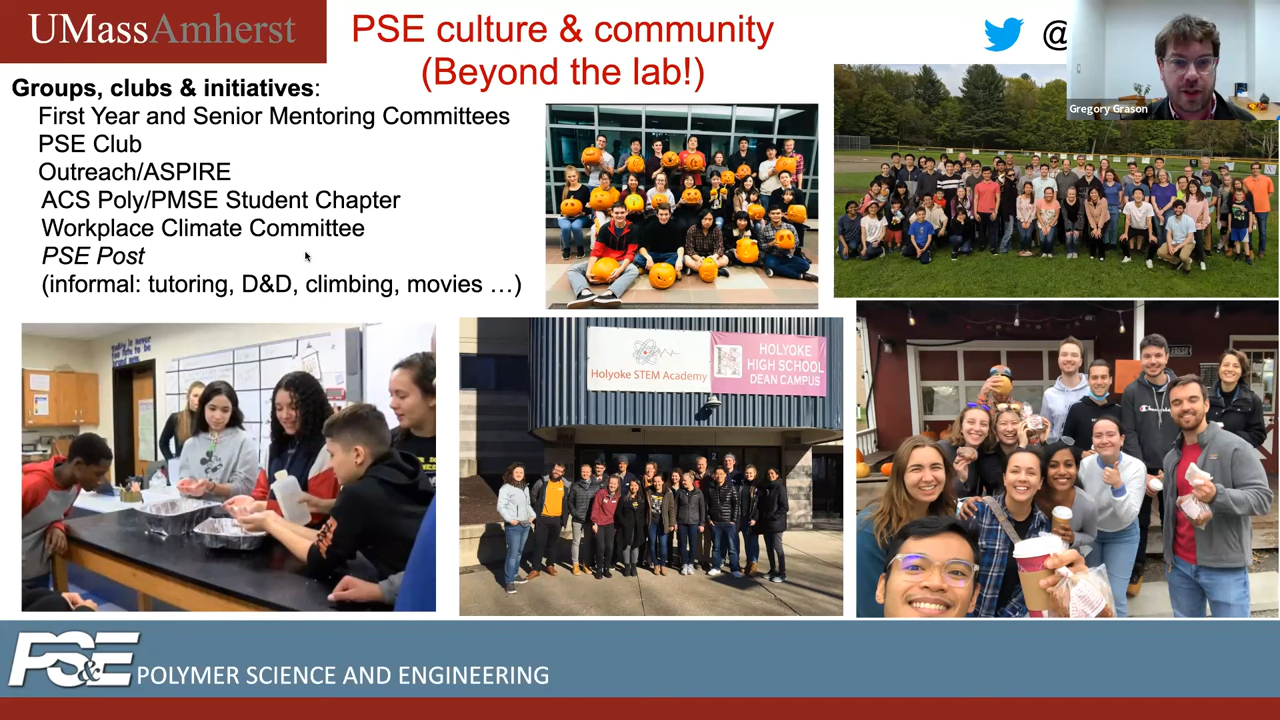 UMassAmherst
PSE culture & community
(Beyond the lab!)
@
Gregory Grason
Groups, clubs & initiatives:
First Year and Senior Mentoring Committees
PSE Club
Outreach/ASPIRE
ACS Poly/PMSE Student Chapter
Workplace Climate Committee
PSE Post
(informal: tutoring, D&D, climbing, movies …)
Holyoke STEM Academy
HOLYOKE
HIGH SCHOOL
DEAN CAMPUS
PS&E
POLYMER SCIENCE AND ENGINEERING